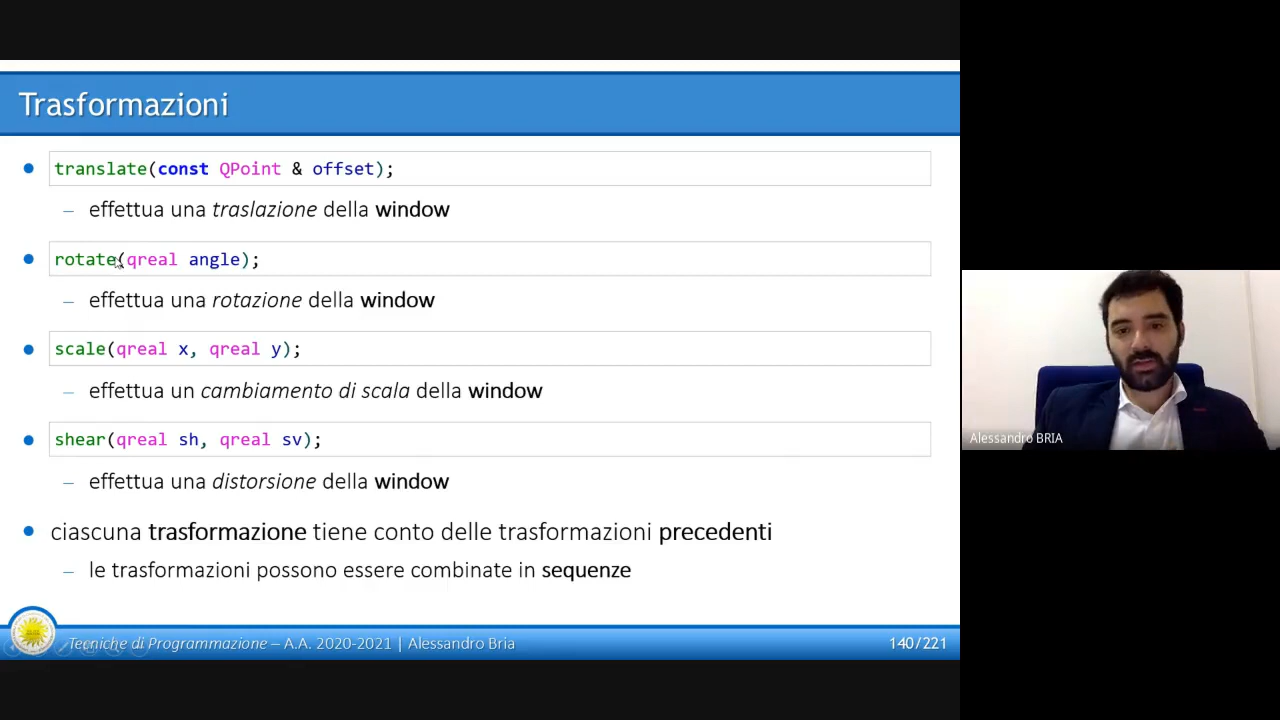 Trasformazioni
translate(const QPoint & offset);
– effettua una traslazione della window
rotate(qreal angle);
– effettua una rotazione della window
scale(qreal x, qreal y);
– effettua un cambiamento di scala della window
shear(qreal sh, qreal sv);
– effettua una distorsione della window
ciascuna trasformazione tiene conto delle trasformazioni precedenti
– le trasformazioni possono essere combinate in sequenze
Tecniche di Programmazione – A.A. 2020-2021 | Alessandro Bria
140/221
Alessandro BRIA